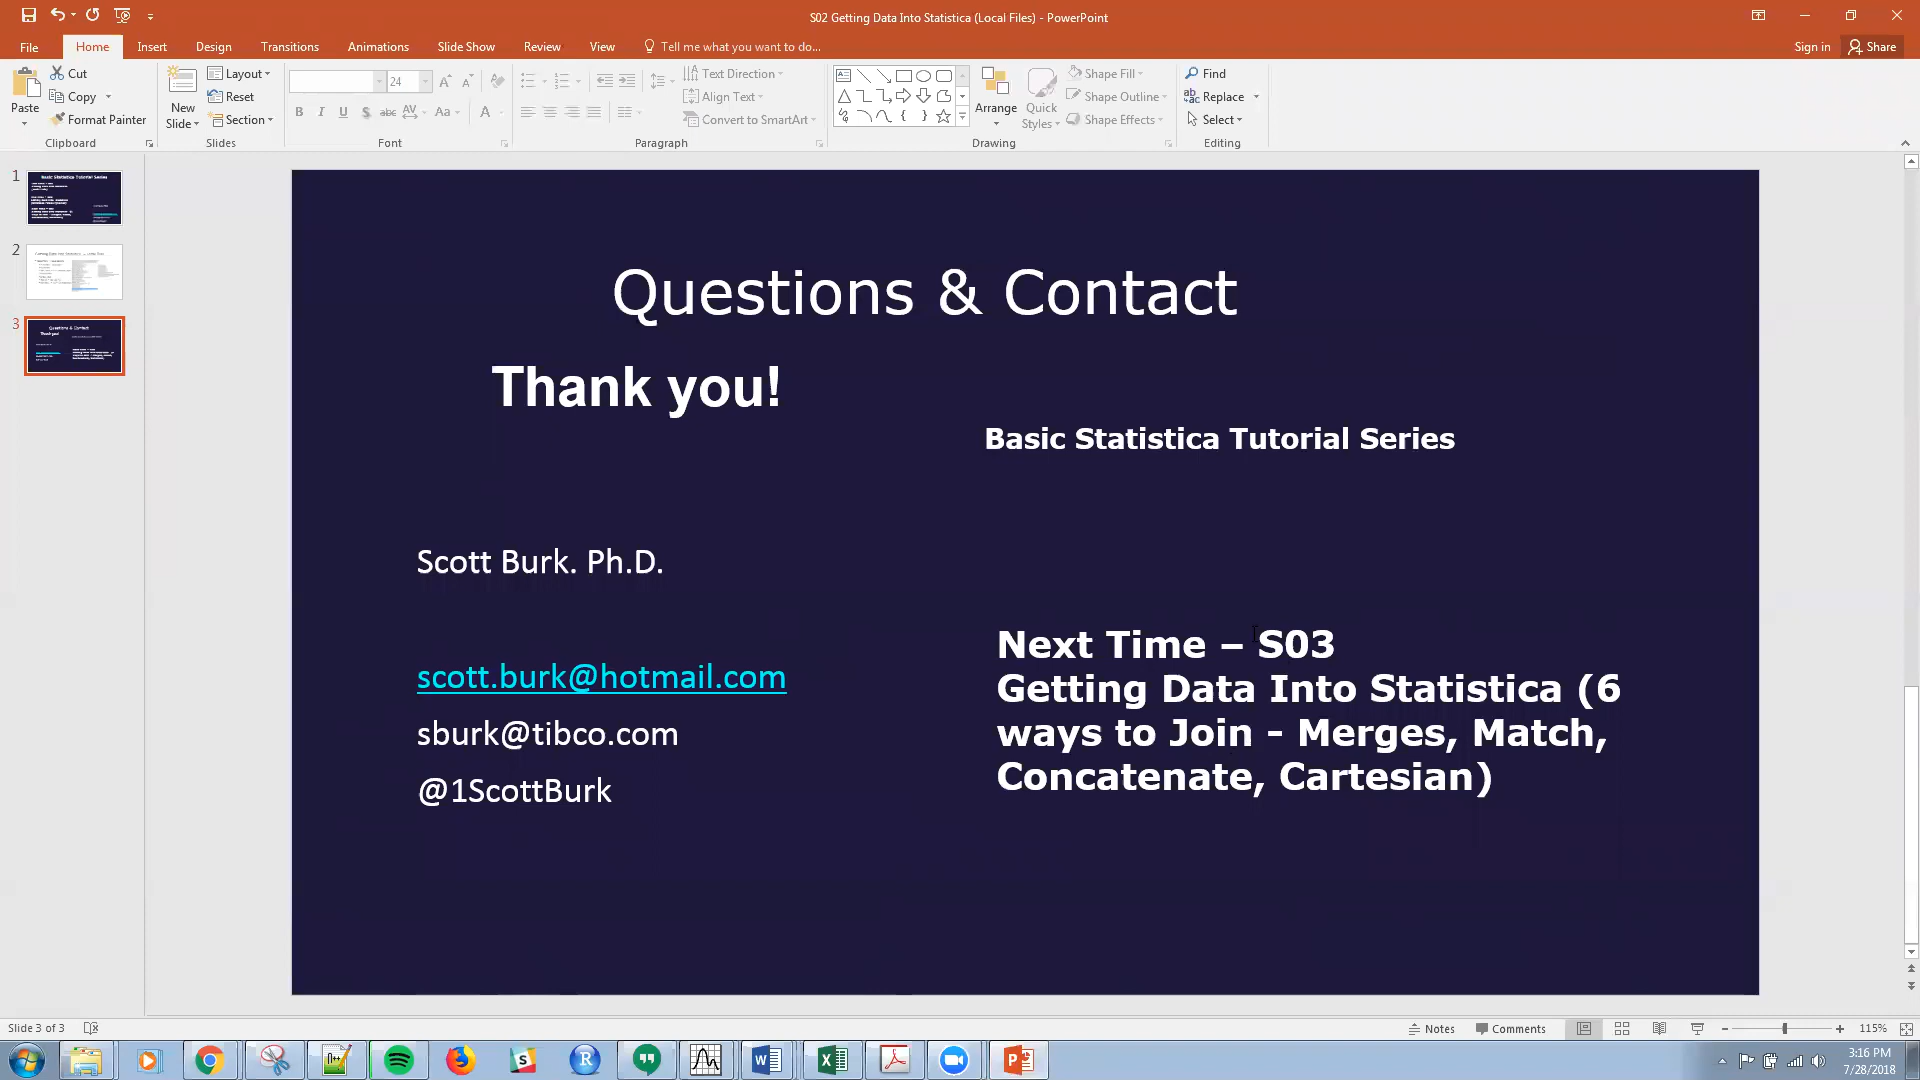 S02 Getting Data Into Statistica (Local Files) - PowerPoint
File Home Insert Design Transitions Animations Slide Show Review View Tell me what you want to do... Sign in Share
Paste Cut Copy Format Painter
Clipboard
New Slide Layout Reset Section
Slides
24
Font
Text Direction
Align Text
Convert to SmartArt
Paragraph
Arrange Quick Styles
Shape Fill
Shape Outline
Shape Effects
Drawing
Find
Replace
Select
Editing
1
2
3
Questions & Contact
Thank you!
Basic Statistica Tutorial Series
Scott Burk. Ph.D.
scott.burk@hotmail.com
sburk@tibco.com
@1ScottBurk
Next Time – S03
Getting Data Into Statistica (6
ways to Join - Merges, Match,
Concatenate, Cartesian)
Slide 3 of 3 Notes Comments 115%
3:16 PM
7/28/2018